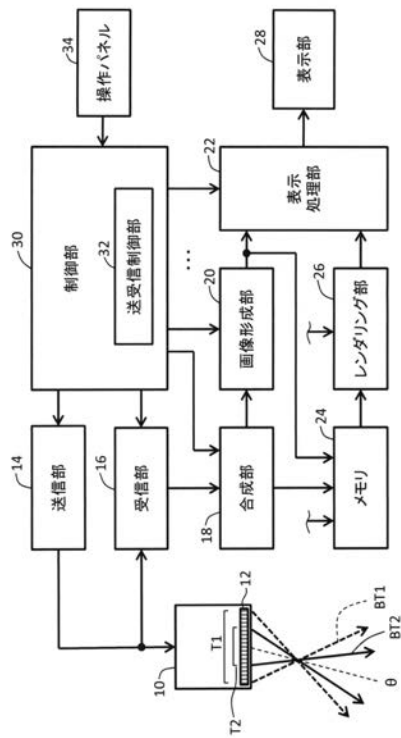 34
操作パネル
30
制御部
32
送受信制御部
28
表示部
22
表示
処理部
…
14
送信部
16
受信部
18
合成部
20
画像形成部
24
メモリ
26
レンダリング部
10
12
T1
T2
BT1
BT2
θ